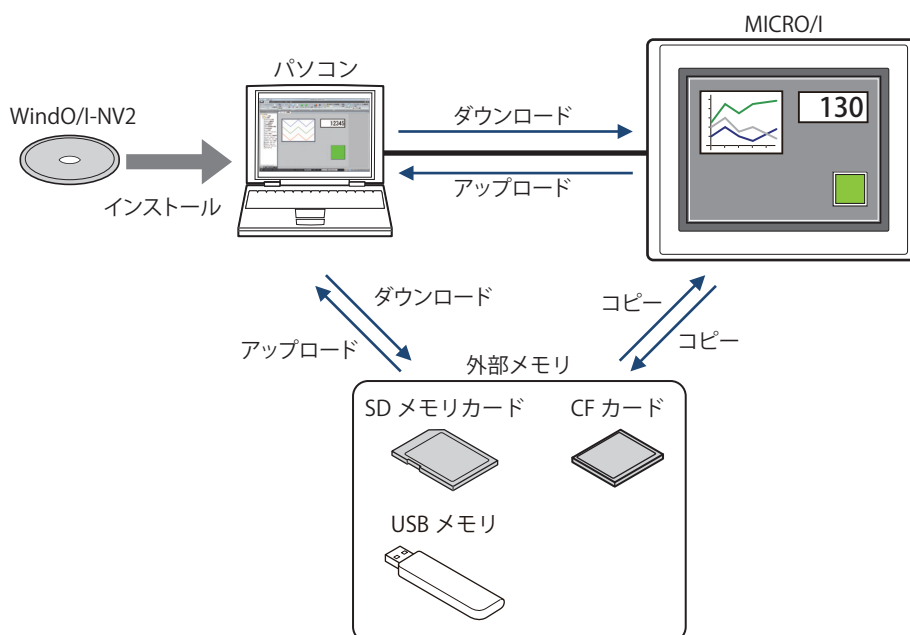 MICRO/I
パソコン
WindO/I-NV2
12345
130
ダウンロード
アップロード
インストール
ダウンロード
アップロード
コピー
コピー
外部メモリ
SD メモリカード
CF カード
USB メモリ